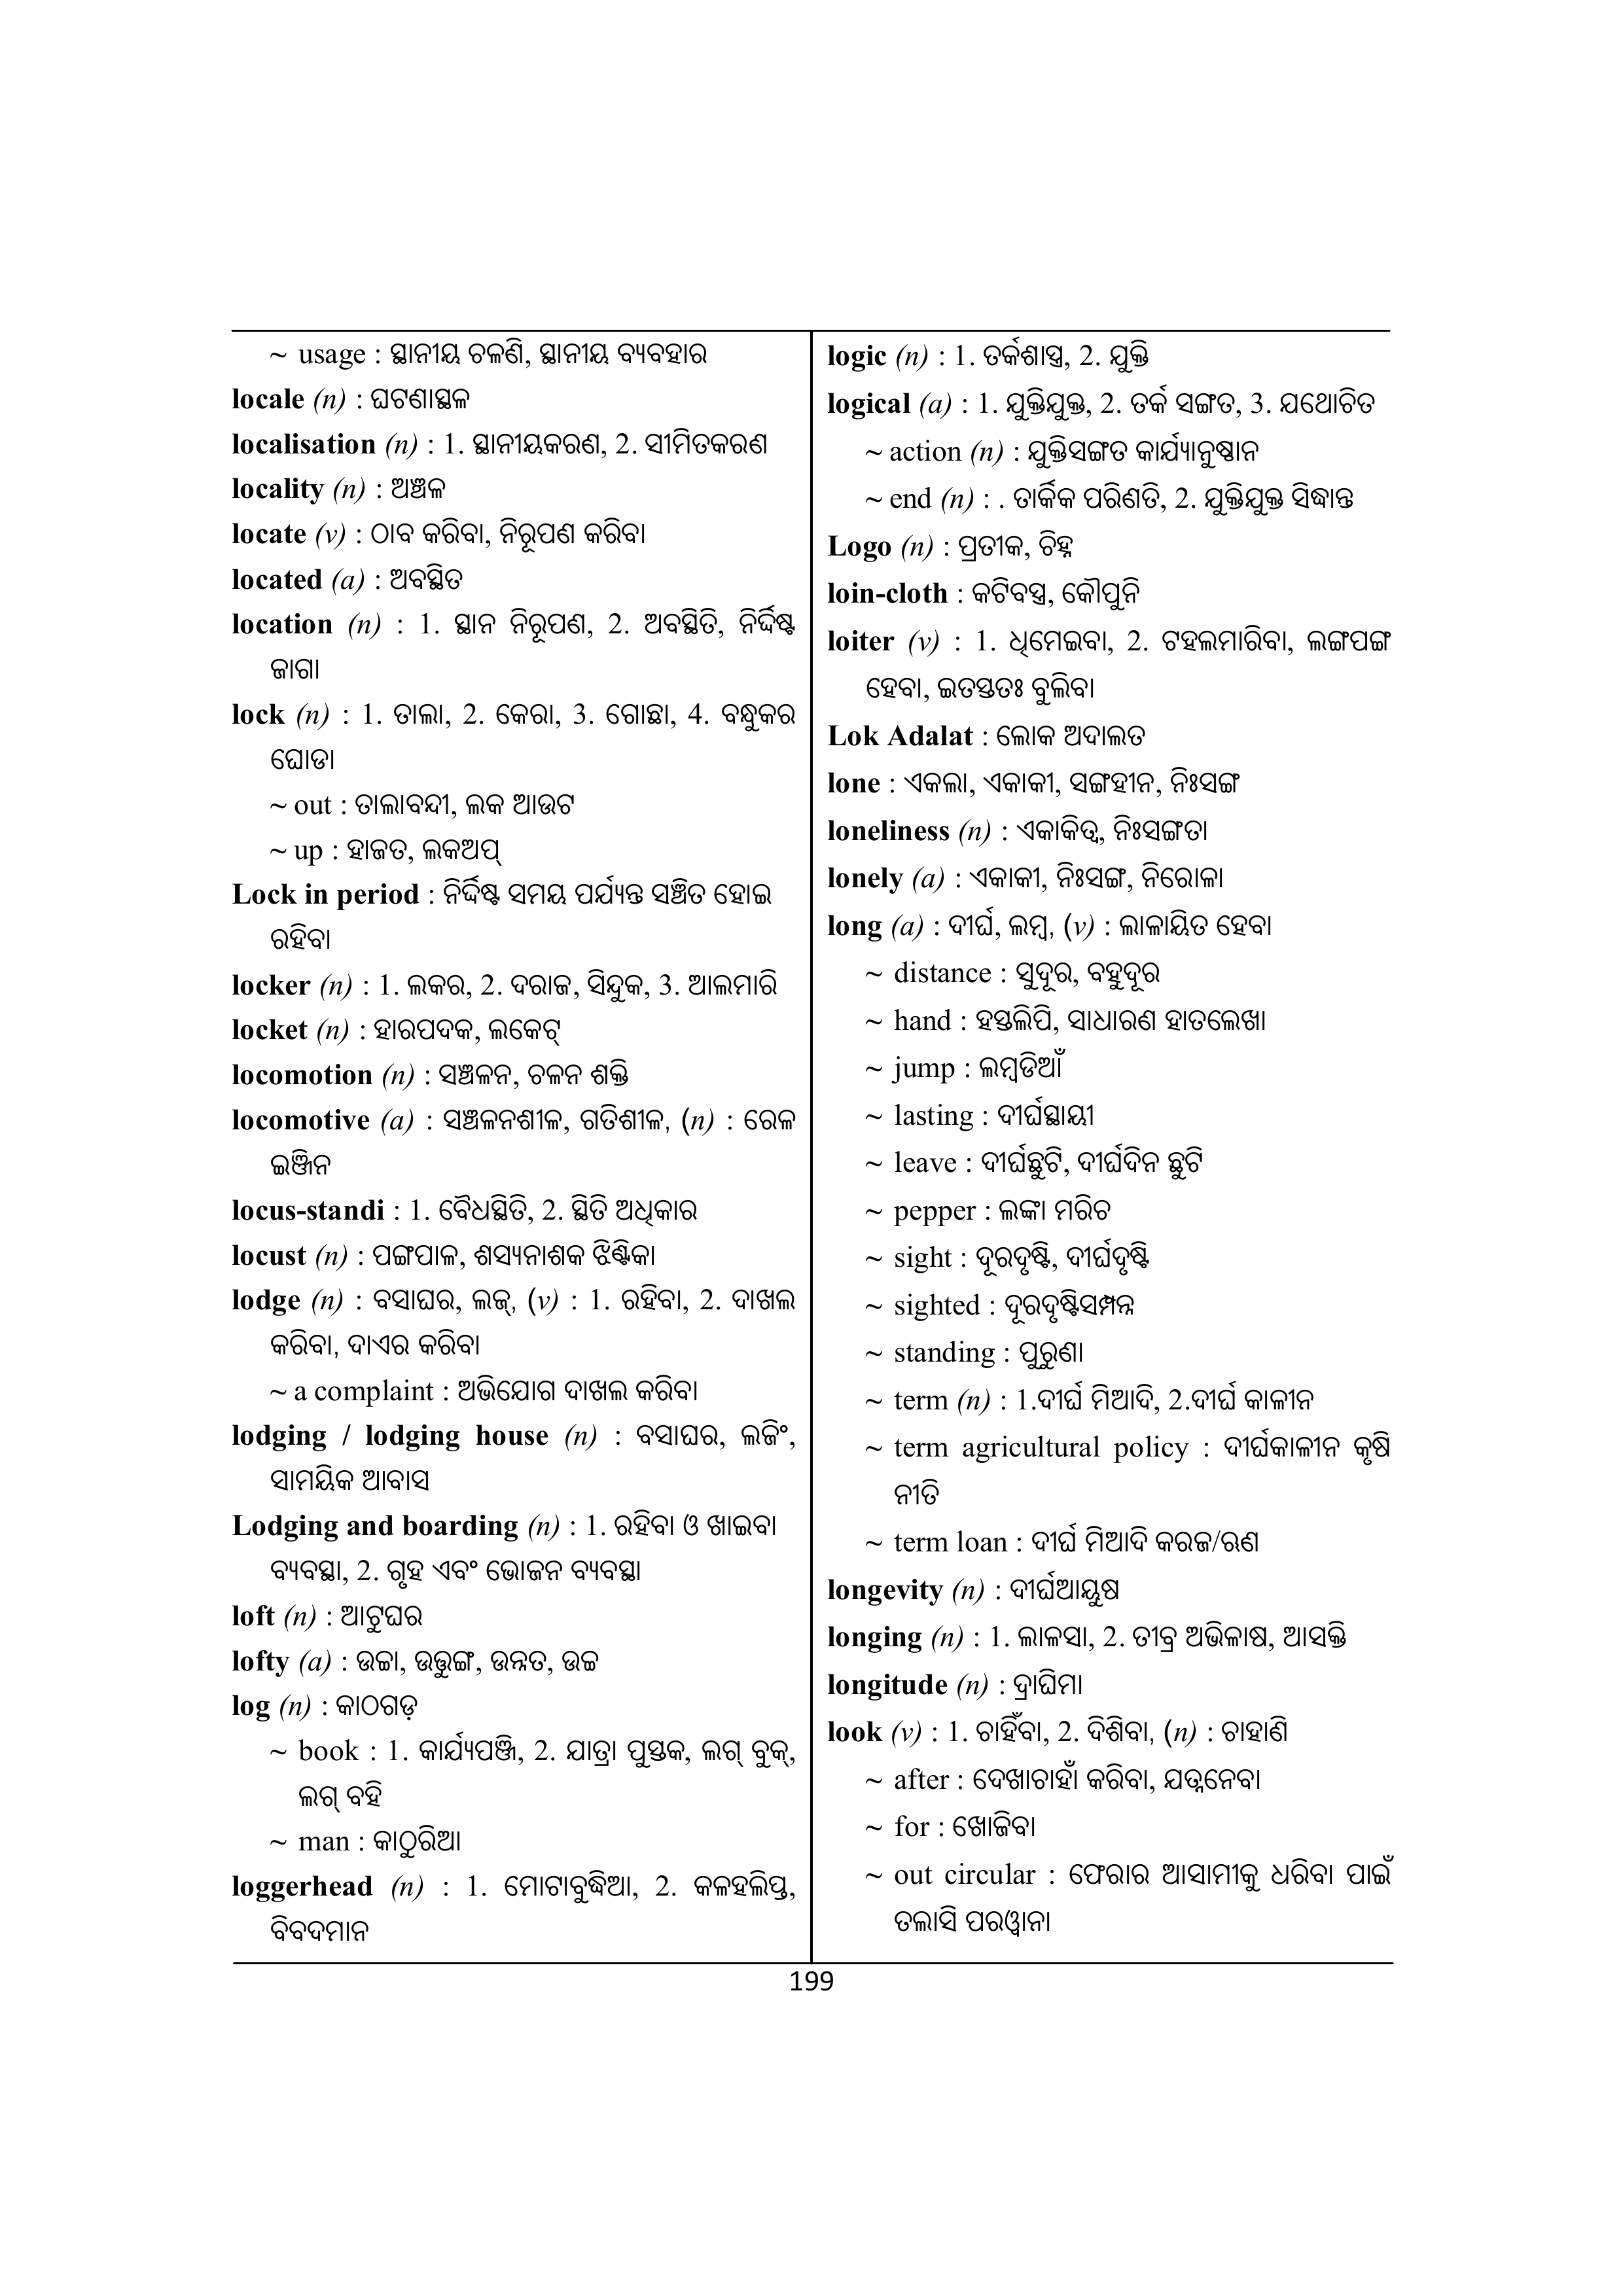 ~ usage : ସ୍ଥାନୀୟ ଚଳଣି, ସ୍ଥାନୀୟ ବ୍ୟବହାର
locale (n) : ଘଟଣାସ୍ଥଳ
localisation (n) : 1. ସ୍ଥାନୀୟକରଣ, 2. ସୀମିତକରଣ
locality (n) : ଅଞ୍ଚଳ
locate (v) : ଠାବ କରିବା, ନିରୂପଣ କରିବା
located (a) : ଅବସ୍ଥିତ
location (n) : 1. ସ୍ଥାନ ନିରୂପଣ, 2. ଅବସ୍ଥିତି, ନିର୍ଦ୍ଦିଷ୍ଟ
ଜାଗା
lock (n) : 1. ତାଲା, 2. କେରା, 3. ଗୋଛା, 4. ବନ୍ଧୁକର
ଘୋଡା
~ out : ତାଲାବନ୍ଦୀ, ଲକ ଆଉଟ
~ up : ହାଜତ, ଲକଅପ୍
Lock in period : ନିର୍ଦ୍ଦିଷ୍ଟ ସମୟ ପର୍ଯ୍ୟନ୍ତ ସଞ୍ଚିତ ହୋଇ
ରହିବା
locker (n) : 1. ଲକର, 2. ଦରାଜ, ସିନ୍ଦୁକ, 3. ଆଲମାରି
locket (n) : ହାରପଦକ, ଲକେଟ୍
locomotion (n) : ସଞ୍ଚଳନ, ଚଳନ ଶକ୍ତି
locomotive (a) : ସଞ୍ଚଳନଶୀଳ, ଗତିଶୀଳ, (n) : ରେଳ
ଇଞ୍ଜିନ
locus-standi : 1. ବୈଧସ୍ଥିତି, 2. ସ୍ଥିତି ଅଧିକାର
locust (n) : ପଙ୍ଗପାଳ, ଶସ୍ୟନାଶକ ଝିଣ୍ଟିକା
lodge (n) : ବସାଘର, ଲଜ୍, (v) : 1. ରହିବା, 2. ଦାଖଲ
କରିବା, ଦାଏର କରିବା
~ a complaint : ଅଭିଯୋଗ ଦାଖଲ କରିବା
lodging / lodging house (n) : ବସାଘର, ଲଜିଂ,
ସାମୟିକ ଆବାସ
Lodging and boarding (n) : 1. ରହିବା ଓ ଖାଇବା
ବ୍ୟବସ୍ଥା, 2. ଗୃହ ଏବଂ ଭୋଜନ ବ୍ୟବସ୍ଥା
loft (n) : ଆଟୁଘର
lofty (a) : ଉଚ୍ଚା, ଉତ୍ତୁଙ୍ଗ, ଉନ୍ନତ, ଉଚ୍ଚ
log (n) : କାଠଗଡ଼
~ book : 1. କାର୍ଯ୍ୟପଞ୍ଜି, 2. ଯାତ୍ରା ପୁସ୍ତକ, ଲଗ୍ ବୁକ୍,
ଲଗ୍ ବହି
~ man : କାଠୁରିଆ
loggerhead (n) : 1. ମୋଟାବୁଦ୍ଧିଆ, 2. କଳହଲିପ୍ତ,
ବିବଦମାନ
logic (n) : 1. ତର୍କଶାସ୍ତ୍ର, 2. ଯୁକ୍ତି
logical (a) : 1. ଯୁକ୍ତିଯୁକ୍ତ, 2. ତର୍କ ସଙ୍ଗତ, 3. ଯଥୋଚିତ
~ action (n) : ଯୁକ୍ତିସଙ୍ଗତ କାର୍ଯ୍ୟାନୁଷ୍ଠାନ
~ end (n) : . ତାର୍କିକ ପରିଣତି, 2. ଯୁକ୍ତିଯୁକ୍ତ ସିଦ୍ଧାନ୍ତ
Logo (n) : ପ୍ରତୀକ, ଚିହ୍ନ
loin-cloth : କଟିବସ୍ତ୍ର, କୌପୁନି
loiter (v) : 1. ଧିମେଇବା, 2. ଟହଲମାରିବା, ଲଙ୍ଗପଙ୍ଗ
ହେବା, ଇତସ୍ତତଃ ବୁଲିବା
Lok Adalat : ଲୋକ ଅଦାଲତ
lone : ଏକଲା, ଏକାକୀ, ସଙ୍ଗହୀନ, ନିଃସଙ୍ଗ
loneliness (n) : ଏକାକିତ୍ୱ, ନିଃସଙ୍ଗତା
lonely (a) : ଏକାକୀ, ନିଃସଙ୍ଗ, ନିରୋଳା
long (a) : ଦୀର୍ଘ, ଲମ୍ବ, (v) : ଲାଳାୟିତ ହେବା
~ distance : ସୁଦୂର, ବହୁଦୂର
~ hand : ହସ୍ତଲିପି, ସାଧାରଣ ହାତଲେଖା
~ jump : ଲମ୍ବଡିଆଁ
~ lasting : ଦୀର୍ଘସ୍ଥାୟୀ
~ leave : ଦୀର୍ଘଛୁଟି, ଦୀର୍ଘଦିନ ଛୁଟି
~ pepper : ଲଙ୍କା ମରିଚ
~ sight : ଦୂରଦୃଷ୍ଟି, ଦୀର୍ଘଦୃଷ୍ଟି
~ sighted : ଦୂରଦୃଷ୍ଟିସମ୍ପନ୍ନ
~ standing : ପୁରୁଣା
~ term (n) : 1.ଦୀର୍ଘ ମିଆଦି, 2.ଦୀର୍ଘ କାଳୀନ
~ term agricultural policy : ଦୀର୍ଘକାଳୀନ କୃଷି
ନୀତି
~ term loan : ଦୀର୍ଘ ମିଆଦି କରଜ/ଋଣ
longevity (n) : ଦୀର୍ଘଆୟୁଷ
longing (n) : 1. ଲାଳସା, 2. ତୀବ୍ର ଅଭିଳାଷ, ଆସକ୍ତି
longitude (n) : ଦ୍ରାଘିମା
look (v) : 1. ଚାହିଁବା, 2. ଦିଶିବା, (n) : ଚାହାଣି
~ after : ଦେଖାଚାହାଁ କରିବା, ଯତ୍ନନେବା
~ for : ଖୋଜିବା
~ out circular : ଫେରାର ଆସାମୀକୁ ଧରିବା ପାଇଁ
ତଲାସି ପରୱାନା
199